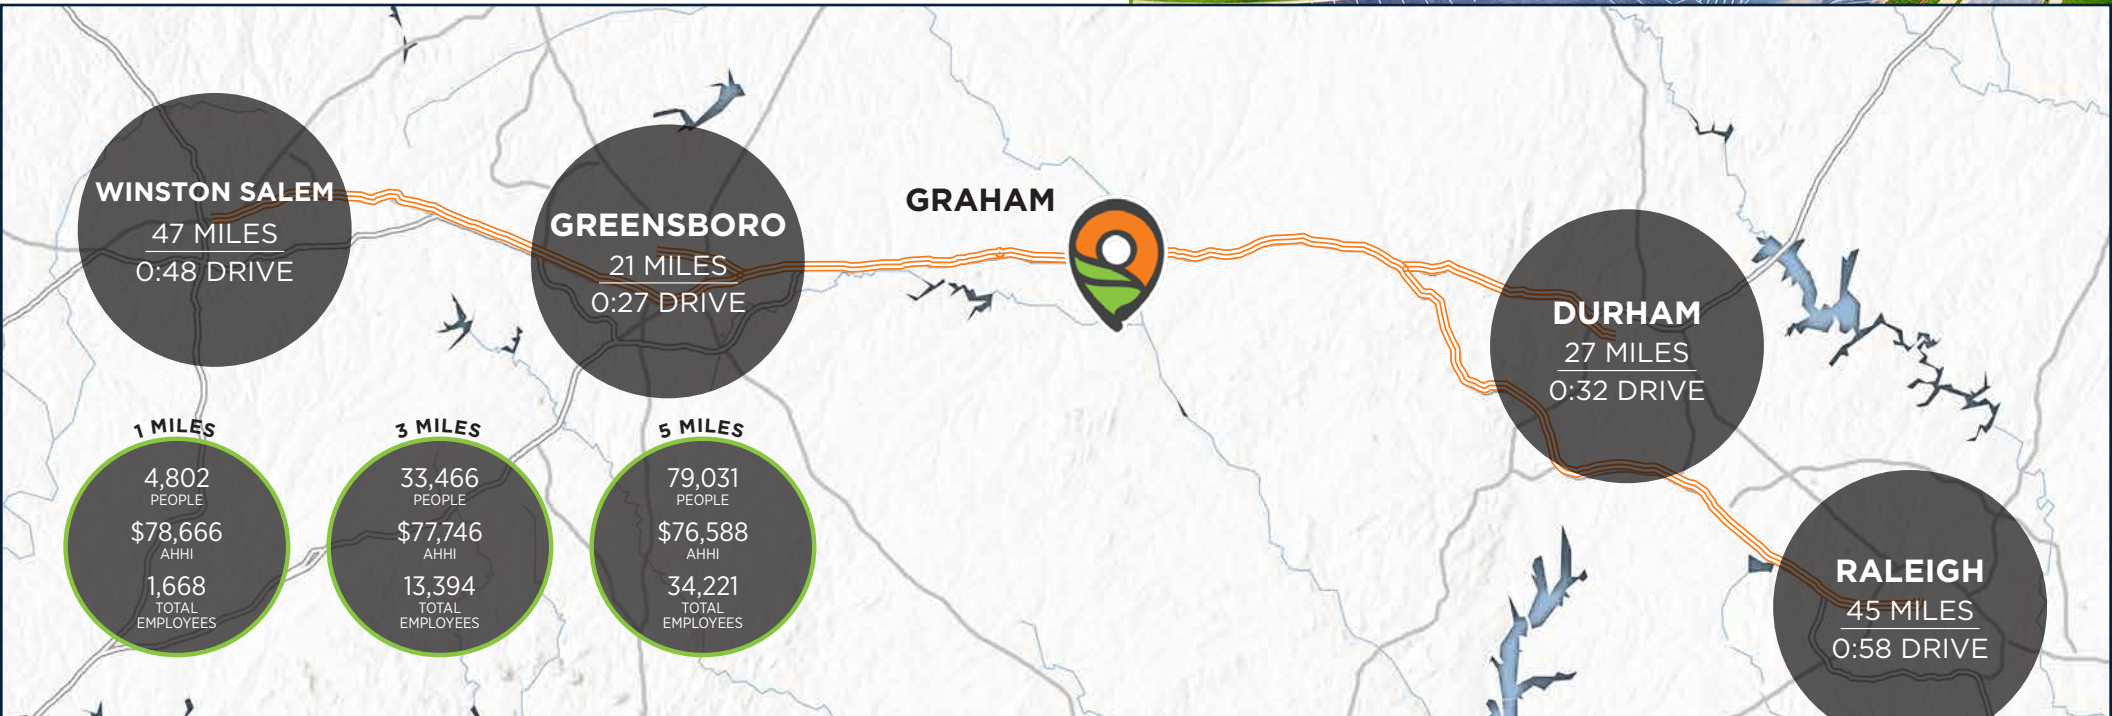 WINSTON SALEM
47 MILES
0:48 DRIVE
GREENSBORO
21 MILES
0:27 DRIVE
GRAHAM
DURHAM
27 MILES
0:32 DRIVE
RALEIGH
45 MILES
0:58 DRIVE
1 MILES
4,802
PEOPLE
$78,666
AHHI
1,668
TOTAL
EMPLOYEES
3 MILES
33,466
PEOPLE
$77,746
AHHI
13,394
TOTAL
EMPLOYEES
5 MILES
79,031
PEOPLE
$76,588
AHHI
34,221
TOTAL
EMPLOYEES